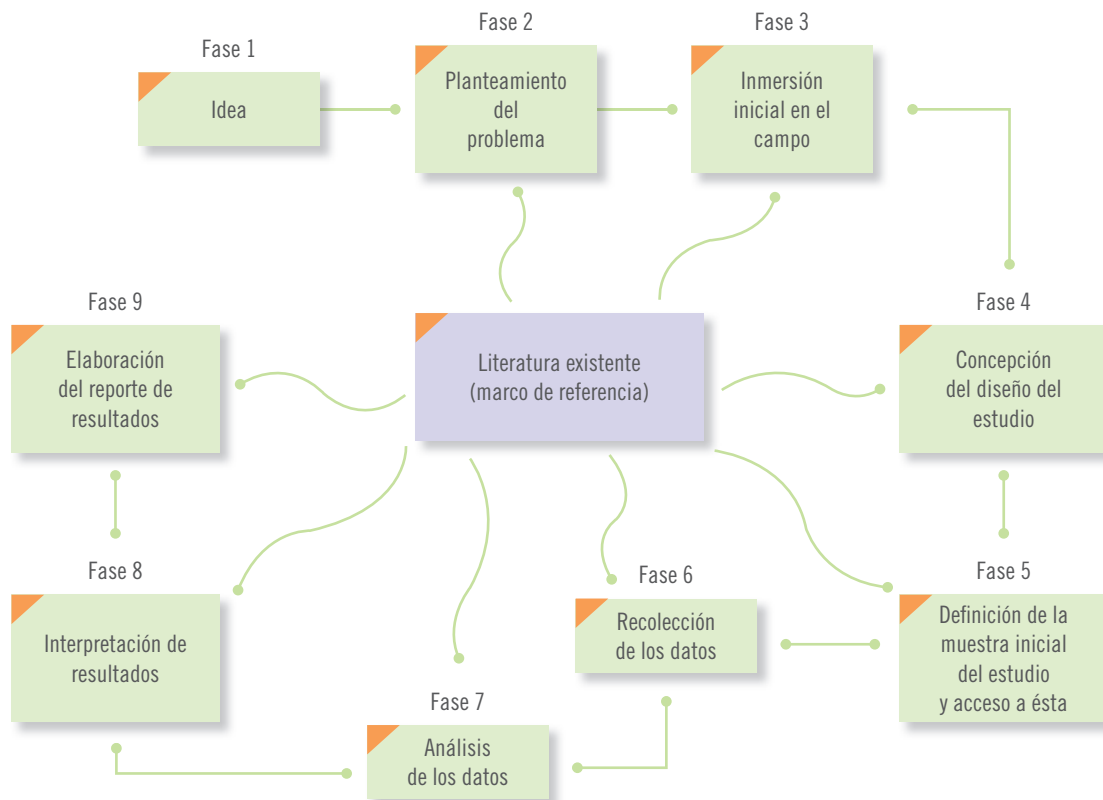 Fase 1
Idea
Fase 2
Planteamiento
del
problema
Fase 3
Inmersión
inicial en el
campo
Fase 4
Concepción
del diseño del
estudio
Fase 5
Definición de la
muestra inicial
del estudio
y acceso a ésta
Fase 6
Recolección
de los datos
Fase 7
Análisis
de los datos
Fase 8
Interpretación de
resultados
Fase 9
Elaboración
del reporte de
resultados
Literatura existente
(marco de referencia)